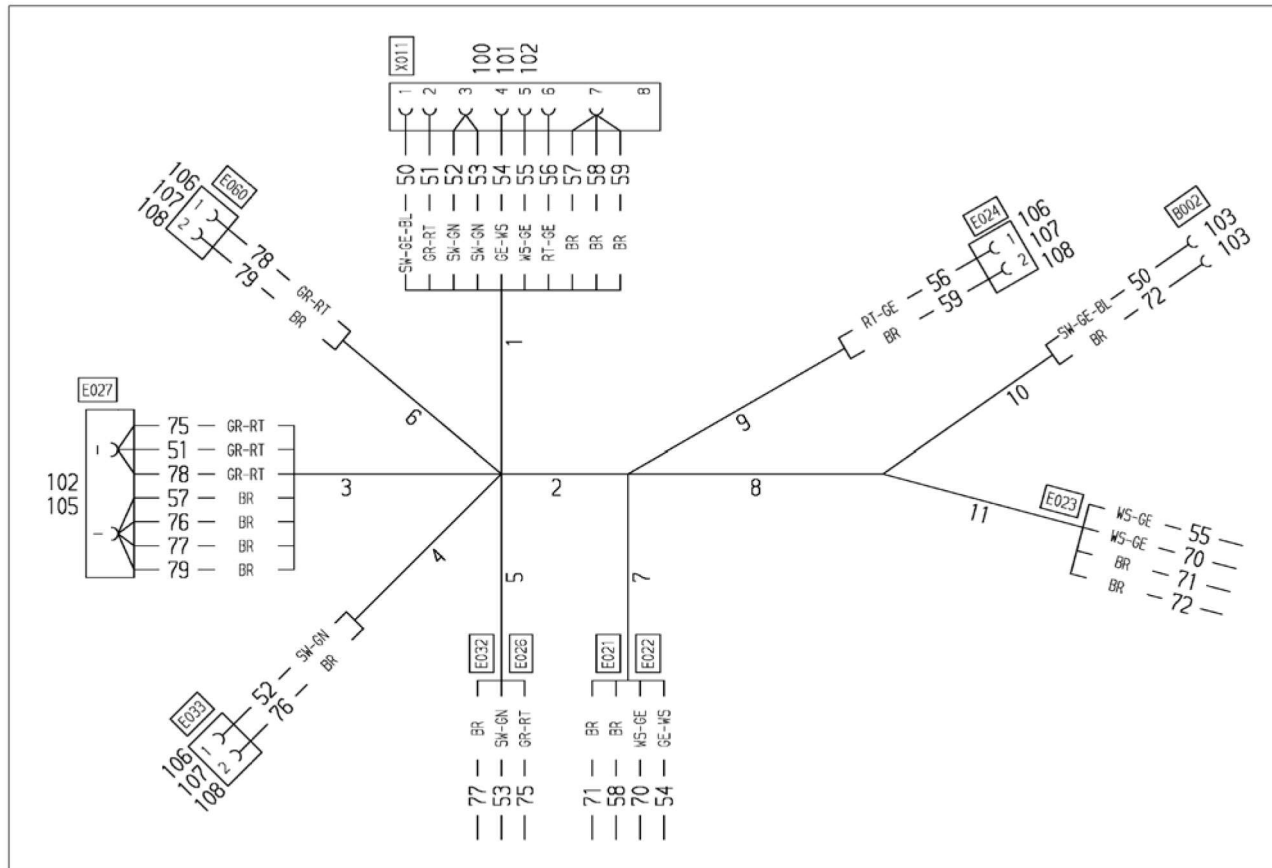 X011
100
101
102
1 2 3 4 5 6 7 8
50 51 52 53 54 55 56 57 58 59
SW-GE-BL GR-RT SW-GN SW-GN GE-WS WS-GE RT-GE BR BR BR
1
E060
106
107
108
1
2
78 GR-RT
79 BR
6
E024
106
107
108
1
2
RT-GE 56
BR 59
9
B002
103
103
SW-GE-BL 50
BR 72
10
E027
102
105
75 GR-RT
51 GR-RT
78 GR-RT
57 BR
76 BR
77 BR
79 BR
3
2
8
11
E023
WS-GE 55
WS-GE 70
BR 71
BR 72
4
SW-GN 52
BR 76
E033
1
2
106
107
108
5
E032
E026
BR SW-GN GR-RT
77 53 75
7
E021
E022
BR BR WS-GE GE-WS
71 58 70 54